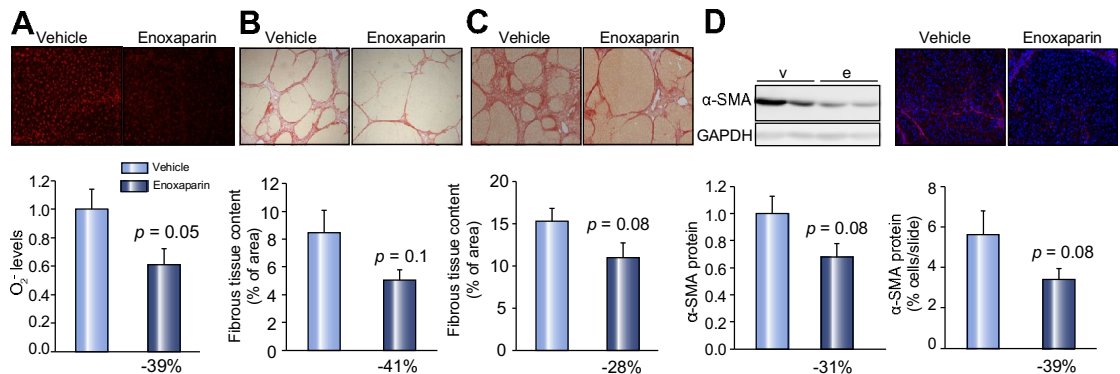 A
Vehicle
Enoxaparin
Vehicle
Enoxaparin
1.2
1.0
0.8
0.6
0.4
0.2
0.0
O2- levels
p = 0.05
-39%
B
Vehicle
Enoxaparin
12
10
8
6
4
2
0
Fibrous tissue content
(% of area)
p = 0.1
-41%
C
Vehicle
Enoxaparin
20
15
10
5
0
Fibrous tissue content
(% of area)
p = 0.08
-28%
D
v
e
α-SMA
GAPDH
Vehicle
Enoxaparin
1.2
1.0
0.8
0.6
0.4
0.2
0.0
α-SMA protein
p = 0.08
-31%
8
6
4
2
0
α-SMA protein
(% cells/slide)
p = 0.08
-39%